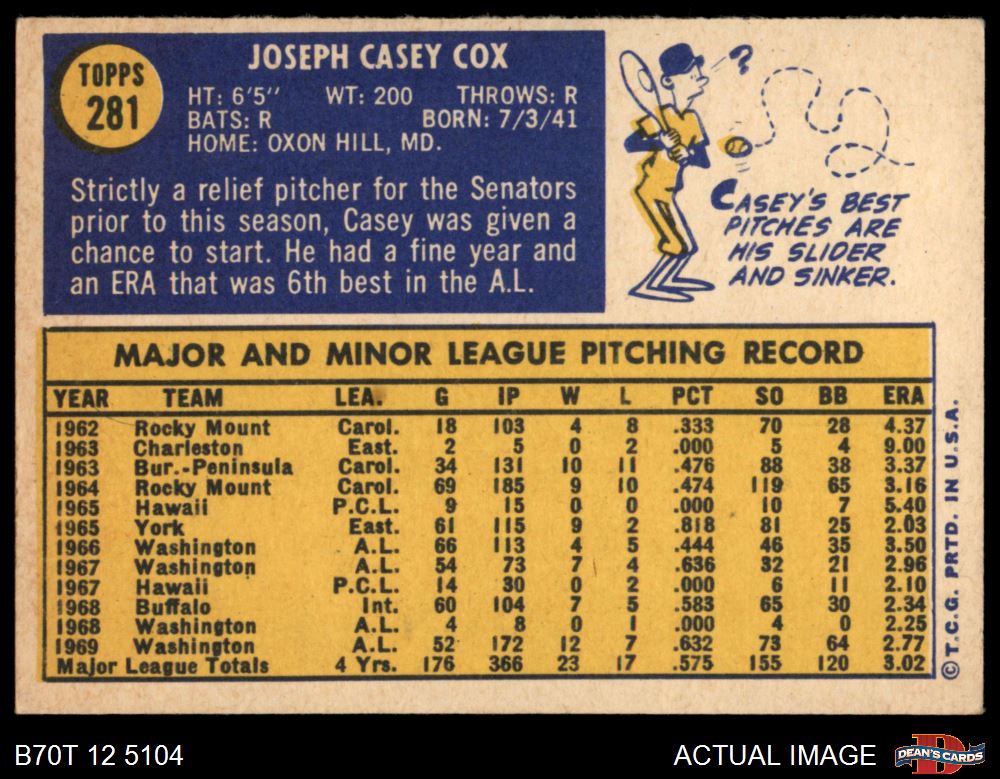 TOPPS
281
JOSEPH CASEY COX
HT: 6'5" WT: 200 THROWS: R
BATS: R BORN: 7/3/41
HOME: OXON HILL, MD.
Strictly a relief pitcher for the Senators
prior to this season, Casey was given a
chance to start. He had a fine year and
an ERA that was 6th best in the A.L.
?
CASEY'S BEST
PITCHES ARE
HIS SLIDER
AND SINKER.
MAJOR AND MINOR LEAGUE PITCHING RECORD
YEAR TEAM LEA. G IP W L PCT SO BB ERA
1962 Rocky Mount Carol. 18 103 4 8 .333 70 28 4.37
1963 Charleston East. 2 5 0 2 .000 5 4 9.00
1963 Bur.-Peninsula Carol. 34 131 10 11 .476 88 38 3.37
1964 Rocky Mount Carol. 69 185 9 10 .474 119 65 3.16
1965 Hawaii P.C.L. 9 15 0 0 .000 10 7 5.40
1965 York East. 61 115 9 2 .818 81 25 2.03
1966 Washington A.L. 66 113 4 5 .444 46 35 3.50
1967 Washington A.L. 54 73 7 4 .636 32 21 2.96
1967 Hawaii P.C.L. 14 30 0 2 .000 6 11 2.10
1968 Buffalo Int. 60 104 7 5 .583 65 30 2.34
1968 Washington A.L. 4 8 0 1 .000 4 0 2.25
1969 Washington A.L. 52 172 12 7 .632 73 64 2.77
Major League Totals 4 Yrs. 176 366 23 17 .575 155 120 3.02
© T.C.G. PRTD. IN U.S.A.
B70T 12 5104 ACTUAL IMAGE
D
DEAN'S CARDS